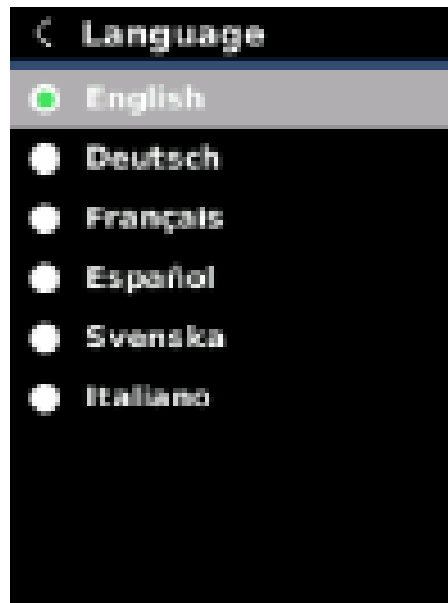 Language
English
Deutsch
Français
Español
Svenska
Italiano